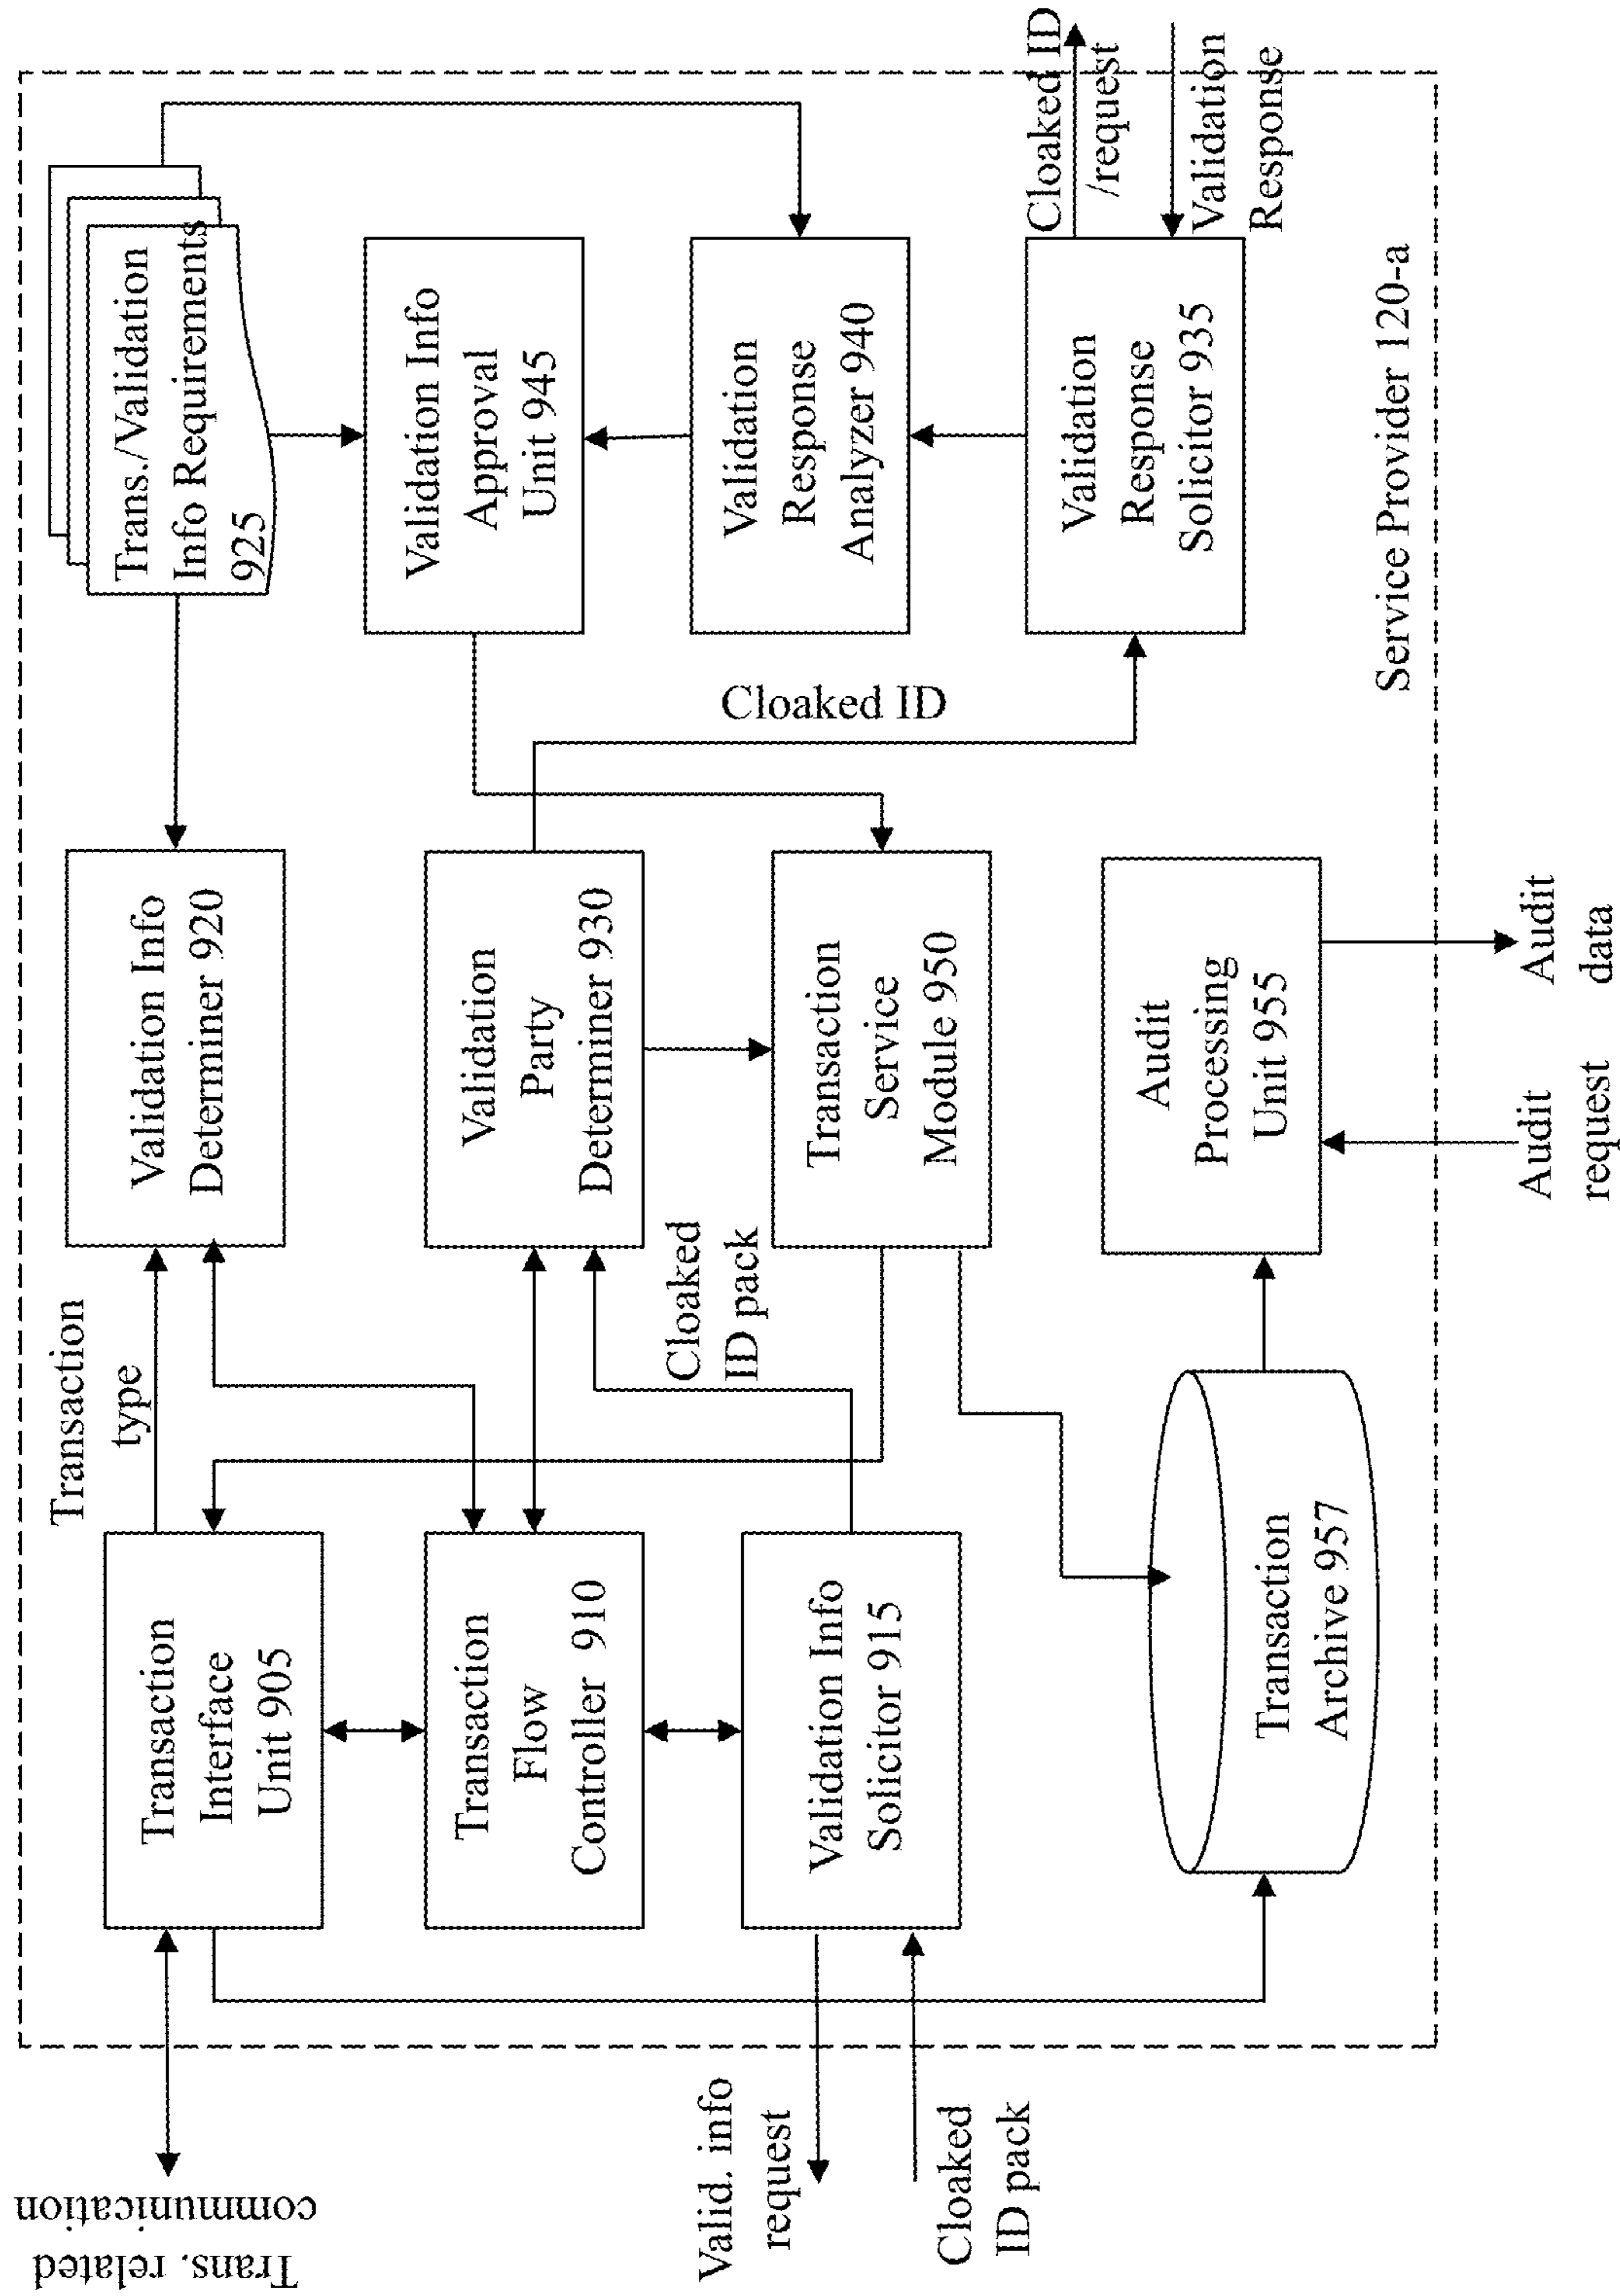 Trans. related
communication
Transaction
Interface
Unit 905
Transaction
type
Validation Info
Determiner 920
Trans./Validation
Info Requirements
925
Transaction
Flow
Controller 910
Validation
Party
Determiner 930
Validation Info
Approval
Unit 945
Valid. info
request
Cloaked
ID pack
Validation Info
Solicitor 915
Cloaked
ID pack
Transaction
Service
Module 950
Cloaked ID
Validation
Response
Analyzer 940
Transaction
Archive 957
Audit
Processing
Unit 955
Validation
Response
Solicitor 935
Cloaked ID
/request
Validation
Response
Service Provider 120-a
Audit
request
Audit
data